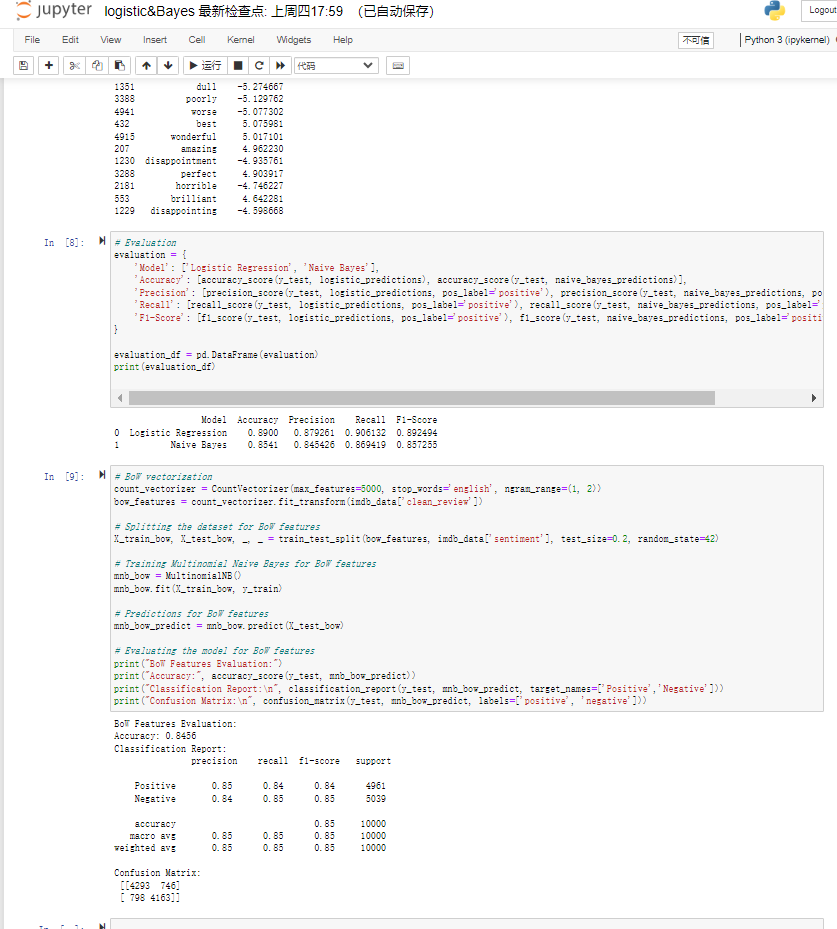 jupyter logistic&Bayes 最新检查点: 上周四17:59 (已自动保存) Logout
File Edit View Insert Cell Kernel Widgets Help 不可信 Python 3 (ipykernel)
运行 代码
1351 dull -5.274667
3388 poorly -5.129762
4941 worse -5.077302
432 best 5.075981
4915 wonderful 5.017101
207 amazing 4.962230
1230 disappointment -4.935761
3288 perfect 4.903917
2181 horrible -4.746227
553 brilliant 4.642281
1229 disappointing -4.598668
In [8]: # Evaluation
evaluation = {
'Model': ['Logistic Regression', 'Naive Bayes'],
'Accuracy': [accuracy_score(y_test, logistic_predictions), accuracy_score(y_test, naive_bayes_predictions)],
'Precision': [precision_score(y_test, logistic_predictions, pos_label='positive'), precision_score(y_test, naive_bayes_predictions, po
'Recall': [recall_score(y_test, logistic_predictions, pos_label='positive'), recall_score(y_test, naive_bayes_predictions, pos_label='
'F1-Score': [f1_score(y_test, logistic_predictions, pos_label='positive'), f1_score(y_test, naive_bayes_predictions, pos_label='positi
}
evaluation_df = pd.DataFrame(evaluation)
print(evaluation_df)
Model Accuracy Precision Recall F1-Score
0 Logistic Regression 0.8900 0.879261 0.906132 0.892494
1 Naive Bayes 0.8541 0.845426 0.869419 0.857255
In [9]: # BoW vectorization
count_vectorizer = CountVectorizer(max_features=5000, stop_words='english', ngram_range=(1, 2))
bow_features = count_vectorizer.fit_transform(imdb_data['clean_review'])
# Splitting the dataset for BoW features
X_train_bow, X_test_bow, _, _ = train_test_split(bow_features, imdb_data['sentiment'], test_size=0.2, random_state=42)
# Training Multinomial Naive Bayes for BoW features
mnb_bow = MultinomialNB()
mnb_bow.fit(X_train_bow, y_train)
# Predictions for BoW features
mnb_bow_predict = mnb_bow.predict(X_test_bow)
# Evaluating the model for BoW features
print("BoW Features Evaluation:")
print("Accuracy:", accuracy_score(y_test, mnb_bow_predict))
print("Classification Report:\n", classification_report(y_test, mnb_bow_predict, target_names=['Positive','Negative']))
print("Confusion Matrix:\n", confusion_matrix(y_test, mnb_bow_predict, labels=['positive', 'negative']))
BoW Features Evaluation:
Accuracy: 0.8456
Classification Report:
precision recall f1-score support
Positive 0.85 0.84 0.84 4961
Negative 0.84 0.85 0.85 5039
accuracy 0.85 10000
macro avg 0.85 0.85 0.85 10000
weighted avg 0.85 0.85 0.85 10000
Confusion Matrix:
[[4293 746]
[ 798 4163]]